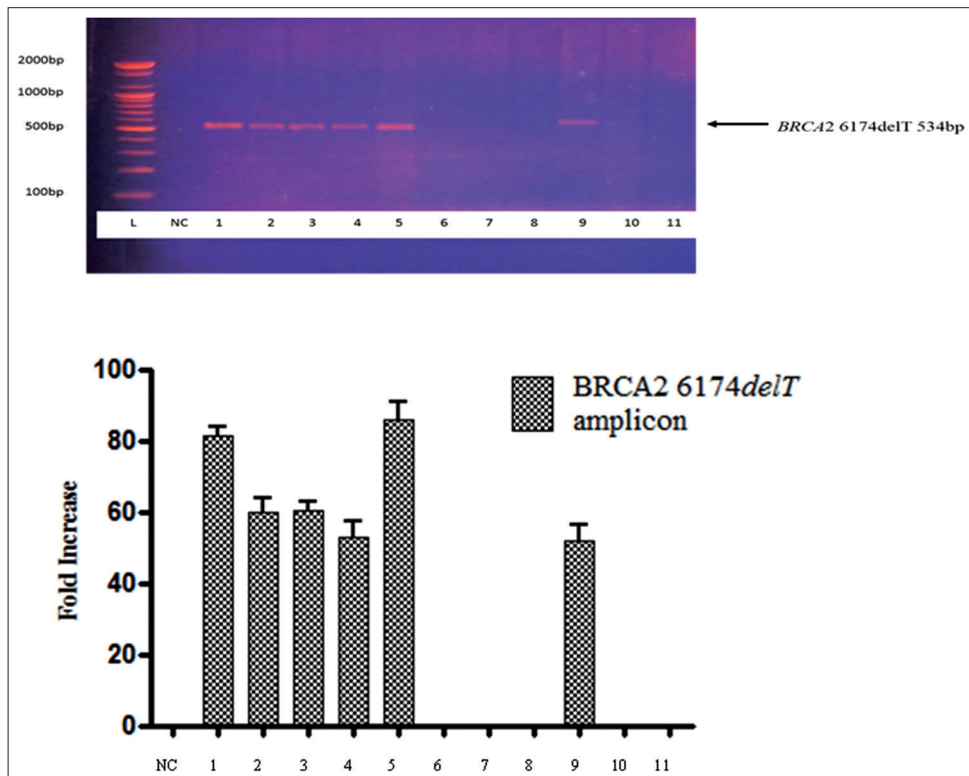 2000bp
1000bp
500bp
100bp
BRCA2 6174delT 534bp
L NC 1 2 3 4 5 6 7 8 9 10 11
100
80
60
40
20
0
Fold Increase
BRCA2 6174delT
amplicon
NC 1 2 3 4 5 6 7 8 9 10 11